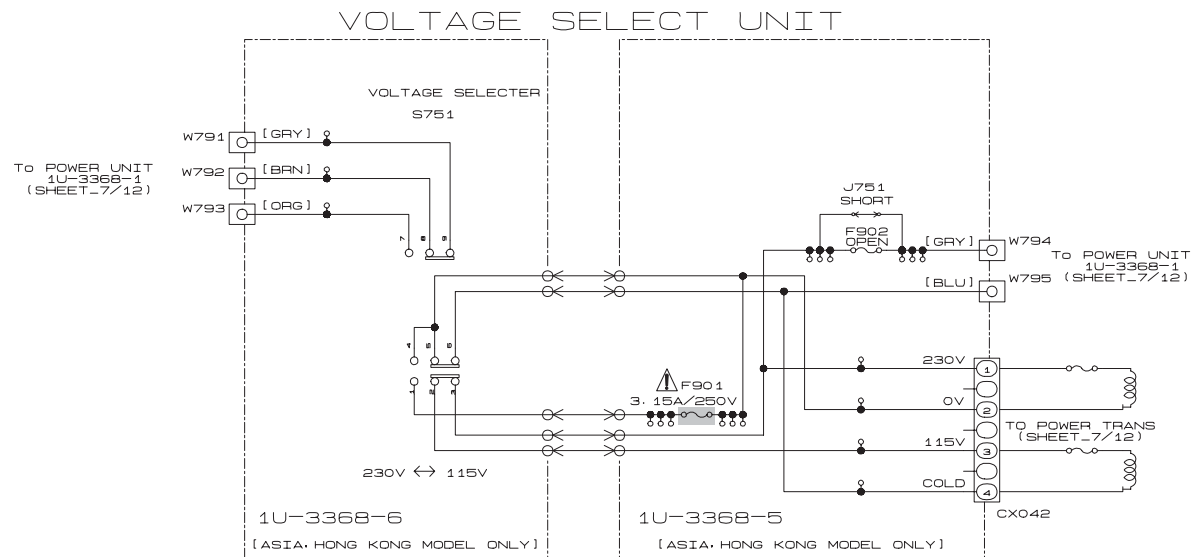 VOLTAGE SELECT UNIT
VOLTAGE SELECTER
S751
W791
[GRY]
To POWER UNIT
1U-3368-1
(SHEET_7/12)
W792
[BRN]
W793
[ORG]
7
8
9
J751
SHORT
F902
OPEN
[GRY]
W794
To POWER UNIT
1U-3368-1
(SHEET_7/12)
[BLU]
W795
4
5
6
1
2
3
F901
3.15A/250V
230V
1
0V
2
TO POWER TRANS
(SHEET_7/12)
115V
3
COLD
4
CX042
230V ↔ 115V
1U-3368-6
[ASIA.HONG KONG MODEL ONLY]
1U-3368-5
[ASIA.HONG KONG MODEL ONLY]